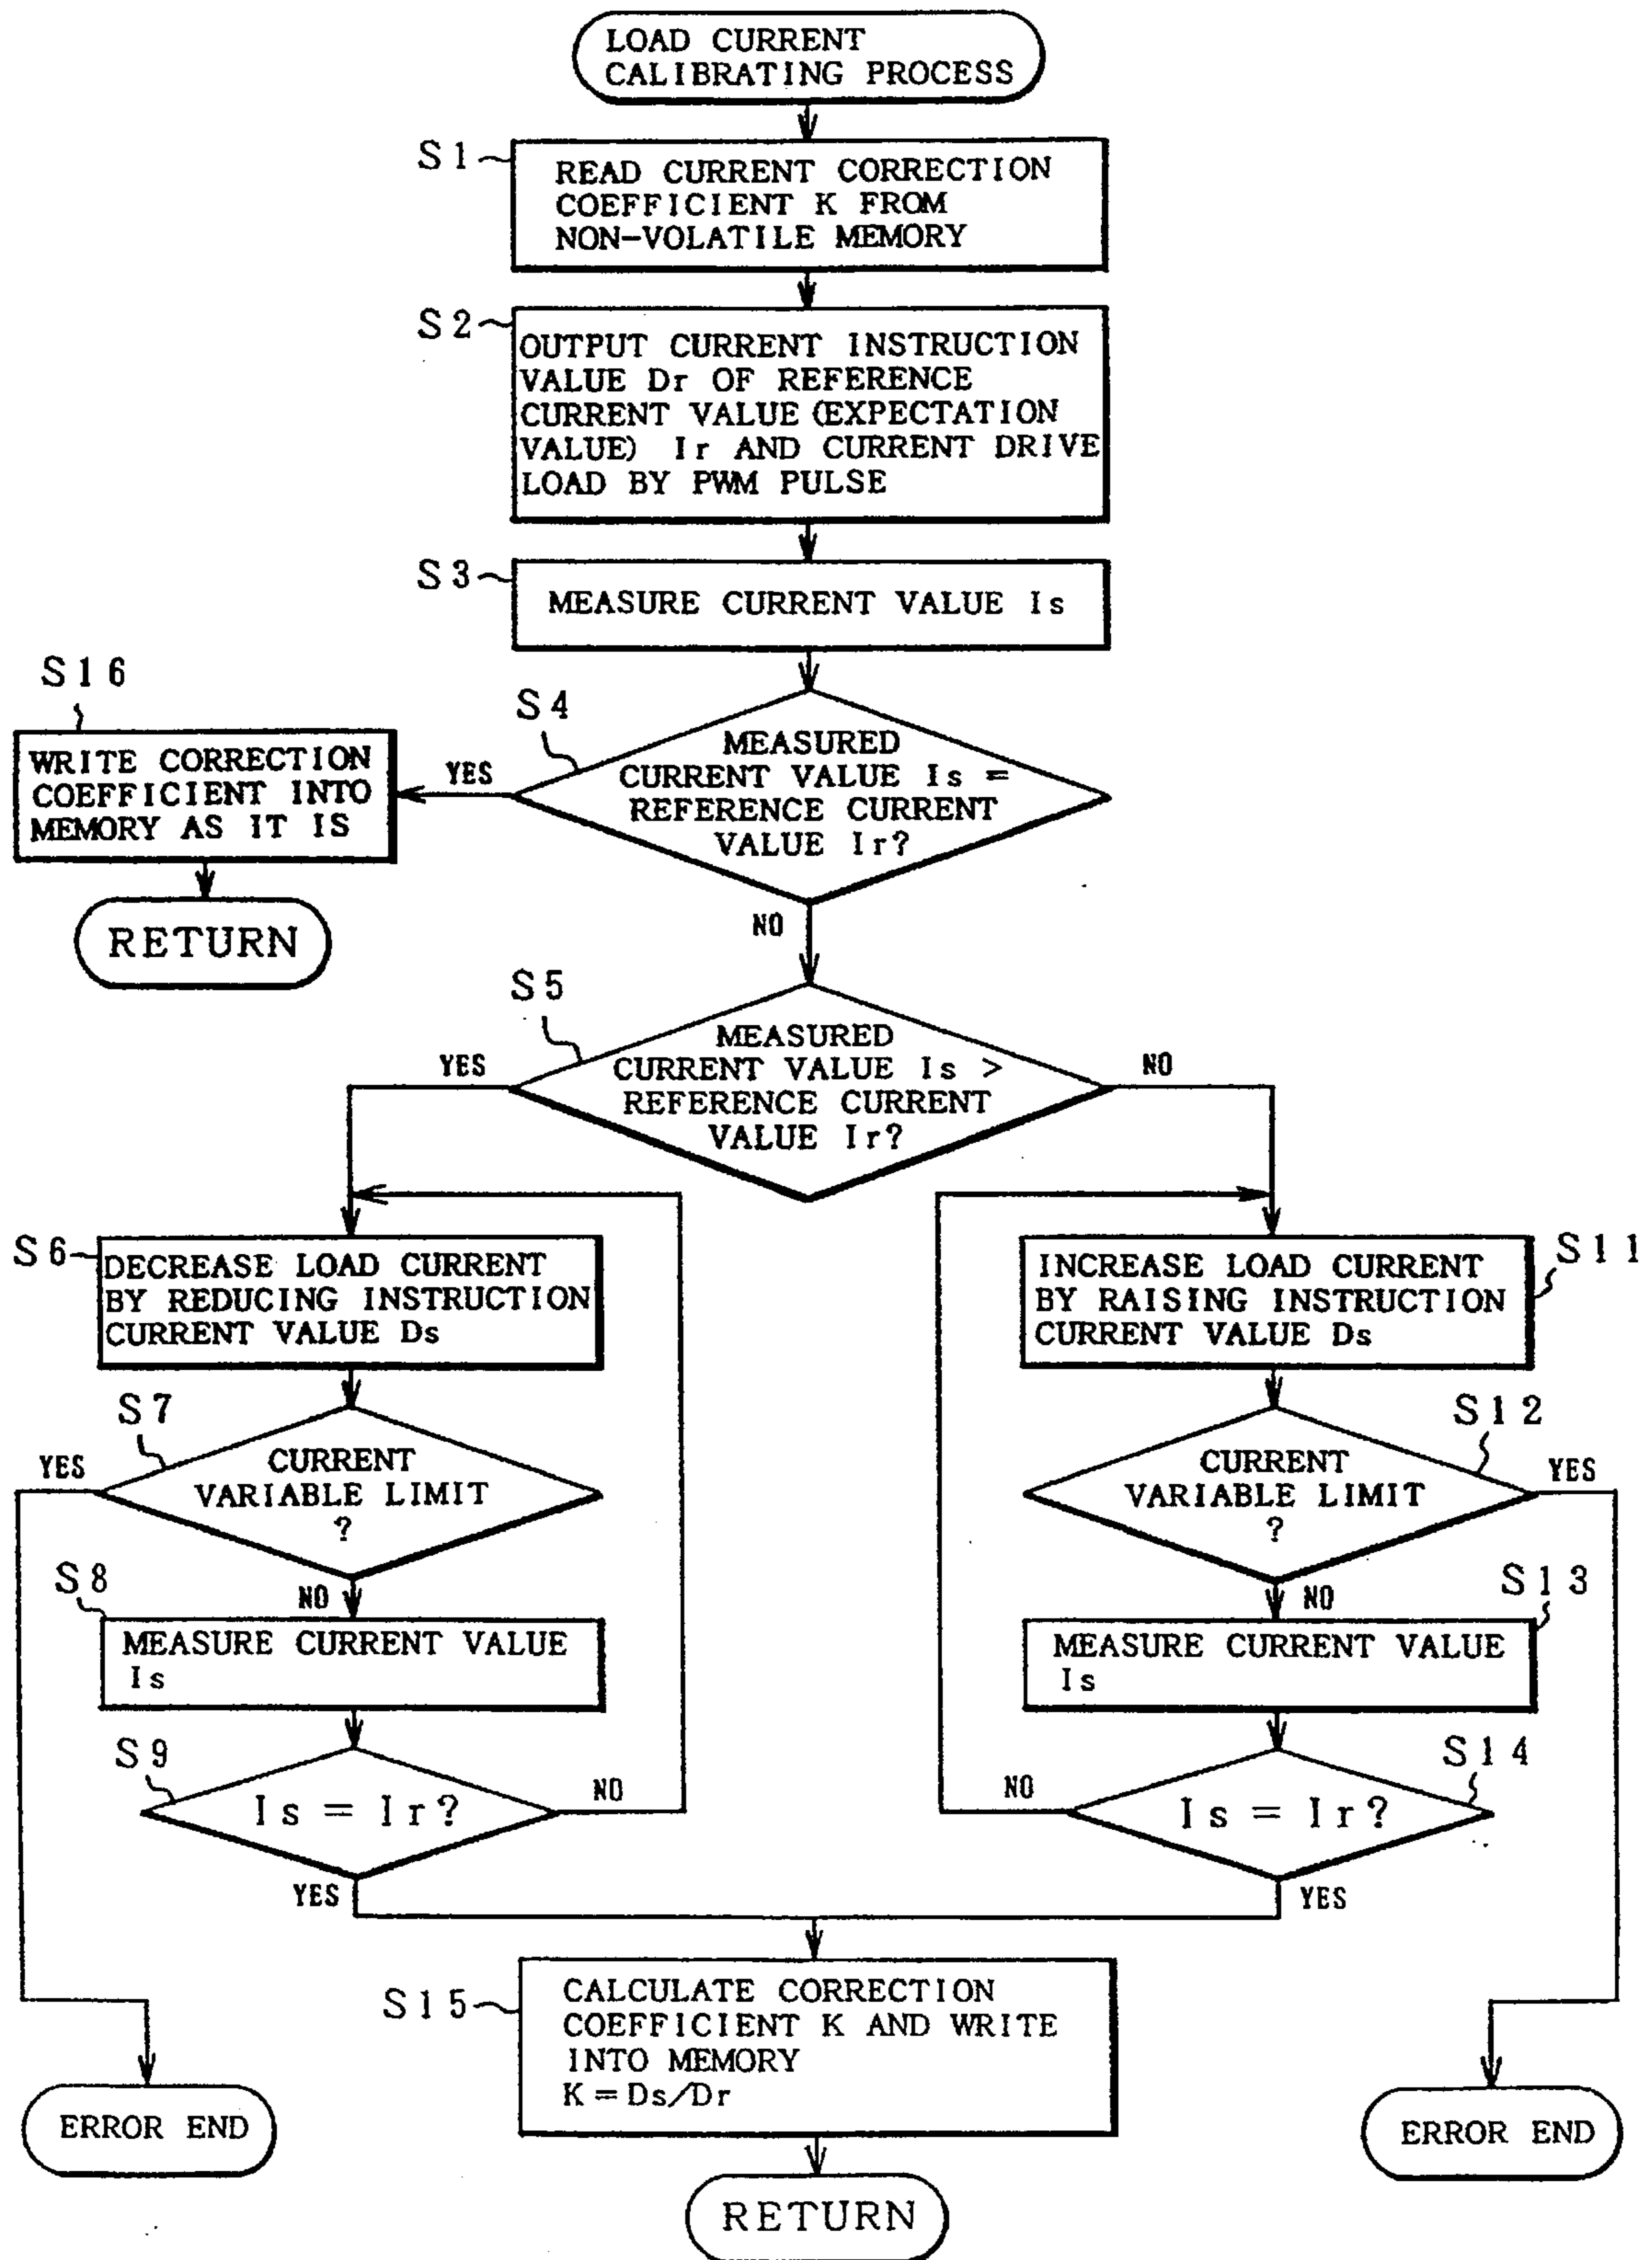 LOAD CURRENT
CALIBRATING PROCESS
S1
READ CURRENT CORRECTION
COEFFICIENT K FROM
NON-VOLATILE MEMORY
S2
OUTPUT CURRENT INSTRUCTION
VALUE Dr OF REFERENCE
CURRENT VALUE (EXPECTATION
VALUE) Ir AND CURRENT DRIVE
LOAD BY PWM PULSE
S3
MEASURE CURRENT VALUE Is
S4
MEASURED
CURRENT VALUE Is =
REFERENCE CURRENT
VALUE Ir?
YES
S16
WRITE CORRECTION
COEFFICIENT INTO
MEMORY AS IT IS
RETURN
NO
S5
MEASURED
CURRENT VALUE Is >
REFERENCE CURRENT
VALUE Ir?
YES
NO
S6
DECREASE LOAD CURRENT
BY REDUCING INSTRUCTION
CURRENT VALUE Ds
S7
CURRENT
VARIABLE LIMIT
?
YES
NO
S8
MEASURE CURRENT VALUE
Is
S9
Is = Ir?
NO
YES
S11
INCREASE LOAD CURRENT
BY RAISING INSTRUCTION
CURRENT VALUE Ds
S12
CURRENT
VARIABLE LIMIT
?
YES
NO
S13
MEASURE CURRENT VALUE
Is
S14
Is = Ir?
NO
YES
S15
CALCULATE CORRECTION
COEFFICIENT K AND WRITE
INTO MEMORY
K = Ds/Dr
ERROR END
RETURN
ERROR END